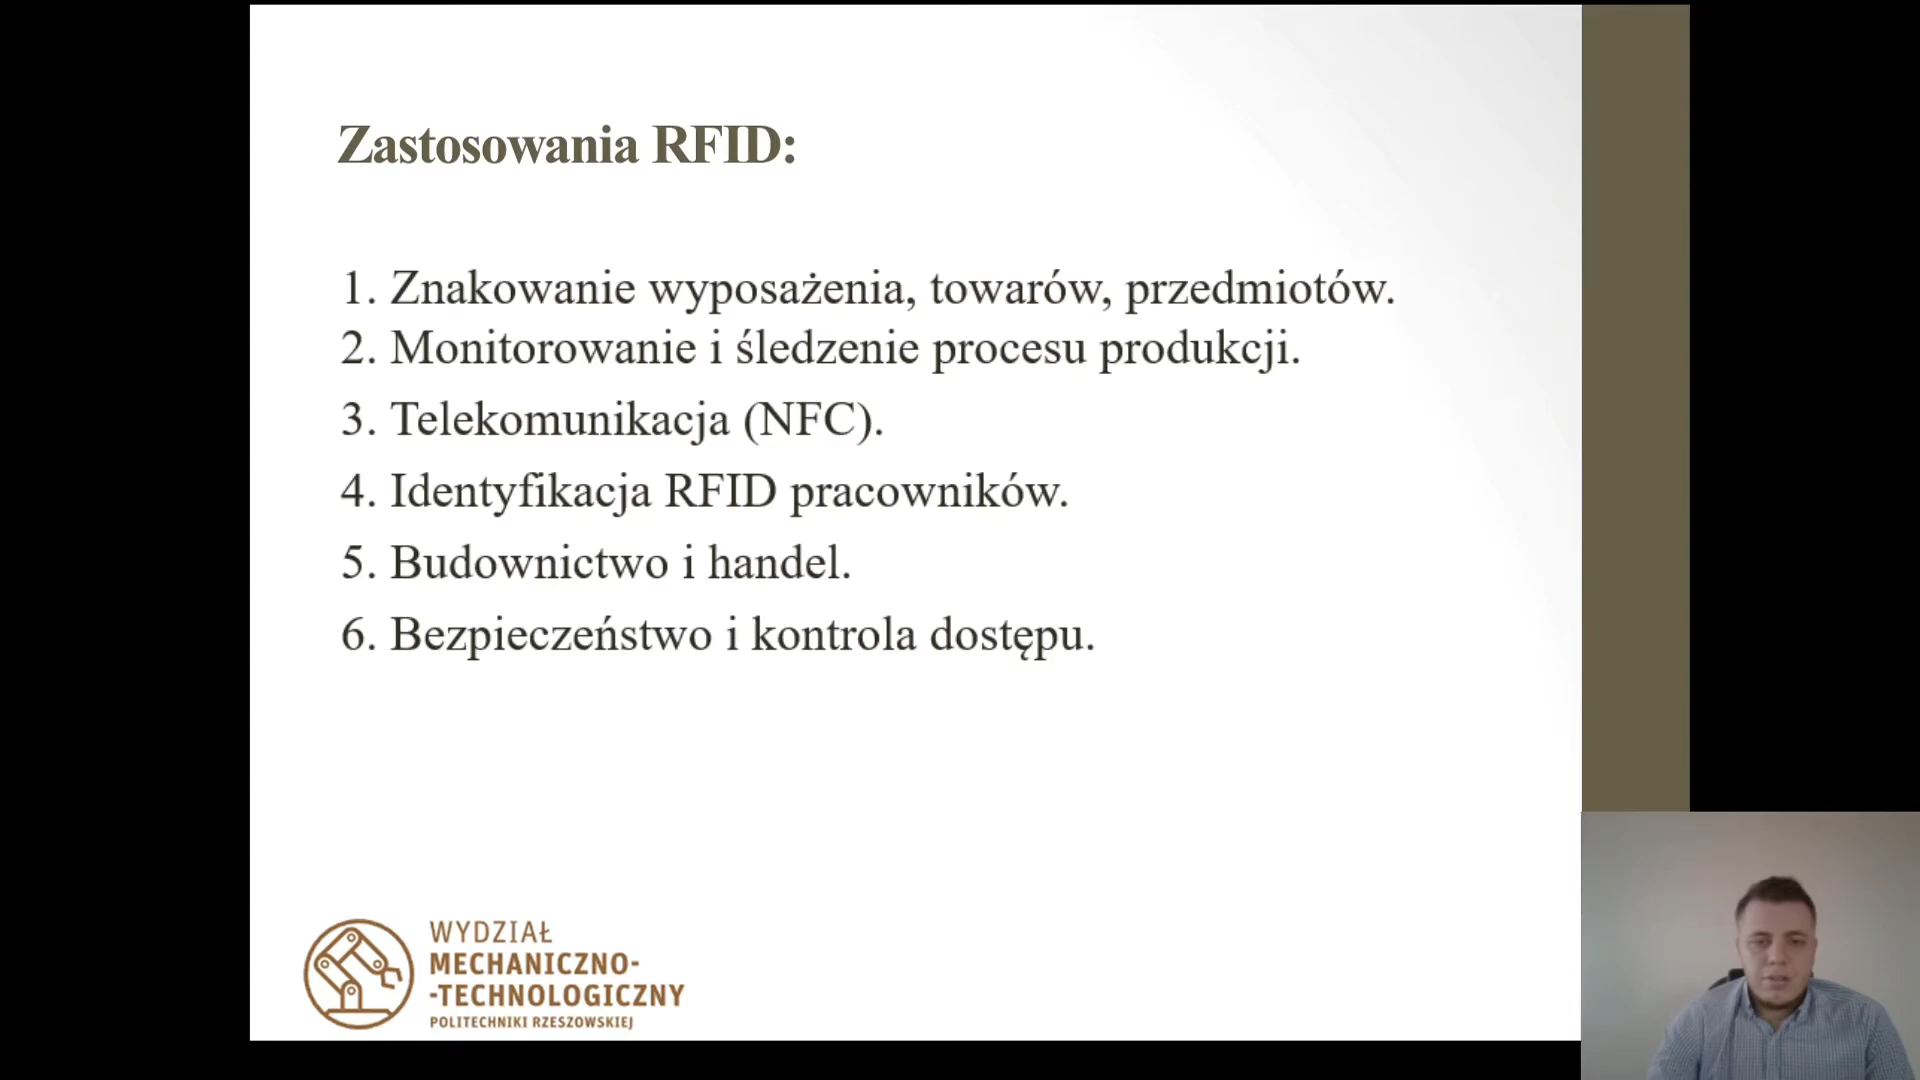 Zastosowania RFID:
1. Znakowanie wyposażenia, towarów, przedmiotów.
2. Monitorowanie i śledzenie procesu produkcji.
3. Telekomunikacja (NFC).
4. Identyfikacja RFID pracowników.
5. Budownictwo i handel.
6. Bezpieczeństwo i kontrola dostępu.
WYDZIAŁ
MECHANICZNO-
-TECHNOLOGICZNY
POLITECHNIKI RZESZOWSKIEJ